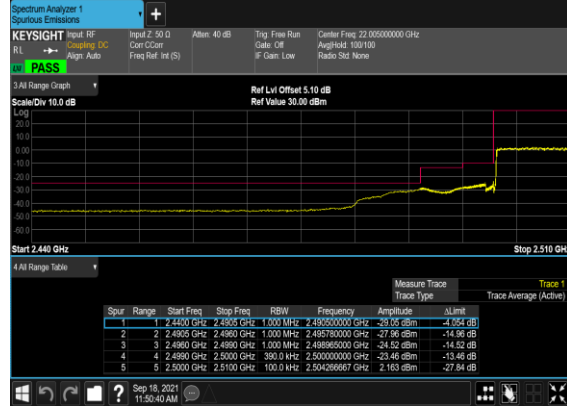 Spectrum Analyzer 1
Spurious Emissions
+
KEYSIGHT Input: RF Input Z: 50 Ω Atten: 40 dB Trig: Free Run Center Freq: 22.005000000 GHz
RL Coupling: DC Corr CCorr Gate: Off Avg|Hold: 100/100
Align: Auto Freq Ref: Int (S) IF Gain: Low Radio Std: None
LW PASS
3 All Range Graph
Ref Lvl Offset 5.10 dB
Scale/Div 10.0 dB Ref Value 30.00 dBm
Log
20.0
10.0
0.00
-10.0
-20.0
-30.0
-40.0
-50.0
-60.0
Start 2.440 GHz Stop 2.510 GHz
4 All Range Table
Measure Trace Trace 1
Trace Type Trace Average (Active)
Spur Range Start Freq Stop Freq RBW Frequency Amplitude ΔLimit
1 1 2.4400 GHz 2.4905 GHz 1.000 MHz 2.490500000 GHz -29.05 dBm -4.054 dB
2 2 2.4905 GHz 2.4960 GHz 1.000 MHz 2.495780000 GHz -27.96 dBm -14.96 dB
3 3 2.4960 GHz 2.4990 GHz 1.000 MHz 2.498965000 GHz -24.52 dBm -14.52 dB
4 4 2.4990 GHz 2.5000 GHz 390.0 kHz 2.500000000 GHz -23.46 dBm -13.46 dB
5 5 2.5000 GHz 2.5100 GHz 100.0 kHz 2.504266667 GHz 2.163 dBm -27.84 dB
? Sep 18, 2021
11:50:40 AM